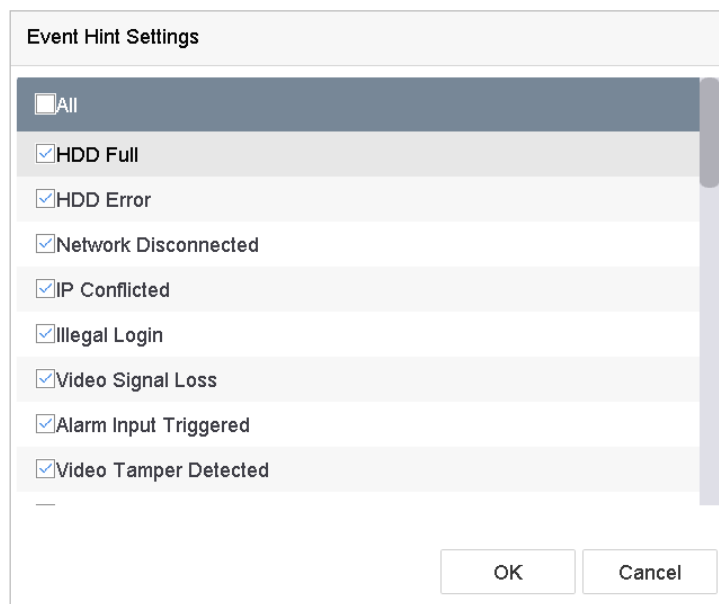 Event Hint Settings
All
HDD Full
HDD Error
Network Disconnected
IP Conflicted
Illegal Login
Video Signal Loss
Alarm Input Triggered
Video Tamper Detected
OK
Cancel